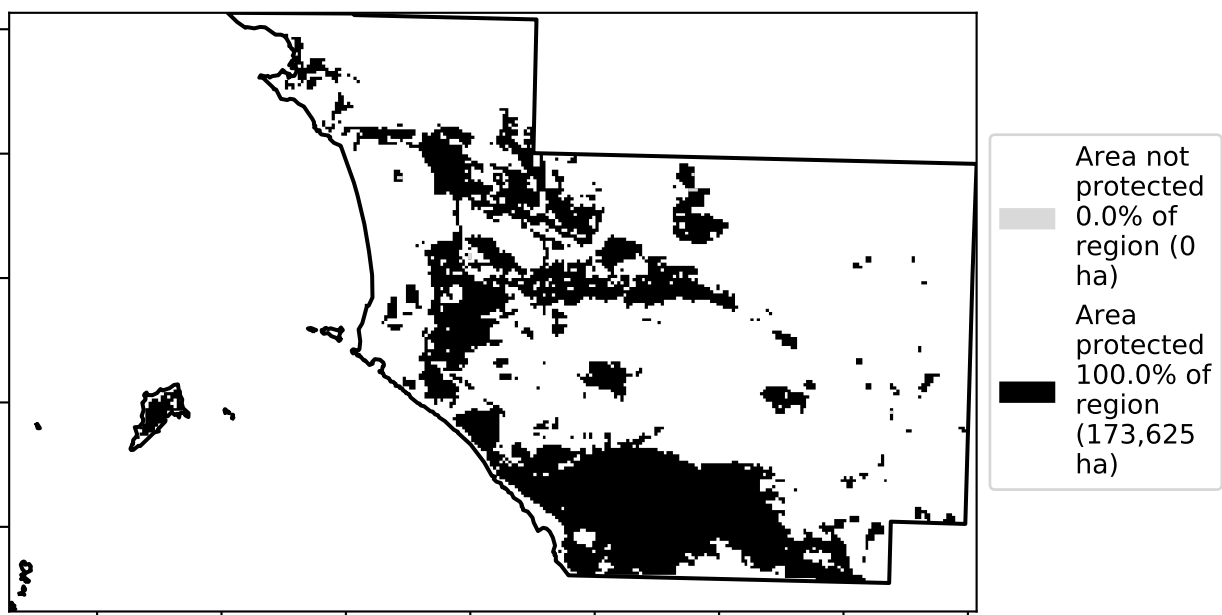 Area not
protected
0.0% of
region (0
ha)
Area
protected
100.0% of
region
(173,625
ha)